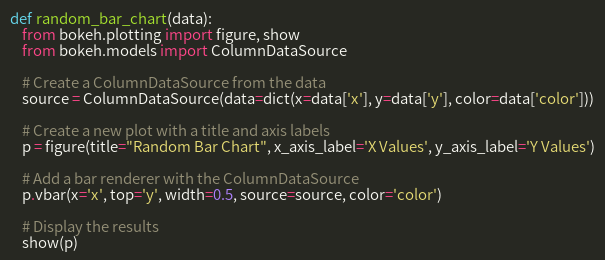 def random_bar_chart(data):
    from bokeh.plotting import figure, show
    from bokeh.models import ColumnDataSource

    # Create a ColumnDataSource from the data
    source = ColumnDataSource(data=dict(x=data['x'], y=data['y'], color=data['color']))

    # Create a new plot with a title and axis labels
    p = figure(title="Random Bar Chart", x_axis_label='X Values', y_axis_label='Y Values')

    # Add a bar renderer with the ColumnDataSource
    p.vbar(x='x', top='y', width=0.5, source=source, color='color')

    # Display the results
    show(p)